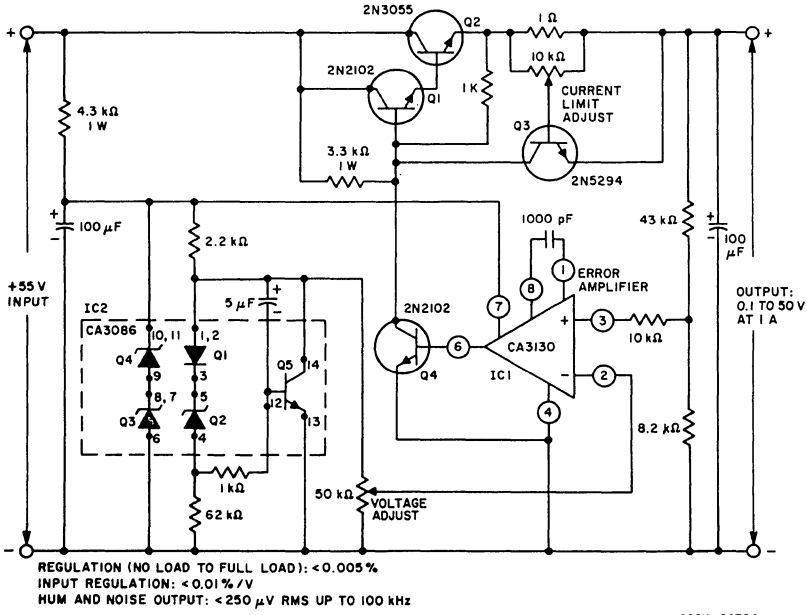 2N3055
Q2
1 Ω
+
+
2N2102
10 kΩ
4.3 kΩ
1 W
Q1
1 K
CURRENT
LIMIT
ADJUST
Q3
3.3 kΩ
1 W
2N5294
+
100 µF
–
1000 pF
43 kΩ
+
100
µF
–
2.2 kΩ
8
1
ERROR
AMPLIFIER
+55 V
INPUT
5 µF
+
–
2N2102
7
OUTPUT:
0.1 TO 50 V
AT 1 A
IC2
CA3086
10, 11
1, 2
Q4
Q1
Q5
14
6
CA3130
+
3
10 kΩ
9
3
Q4
IC1
–
2
8, 7
5
12
4
Q3
Q2
13
6
4
8.2 kΩ
1 kΩ
50 kΩ
VOLTAGE
ADJUST
62 kΩ
–
–
REGULATION (NO LOAD TO FULL LOAD): <0.005 %
INPUT REGULATION: <0.01 % / V
HUM AND NOISE OUTPUT: <250 µV RMS UP TO 100 kHz